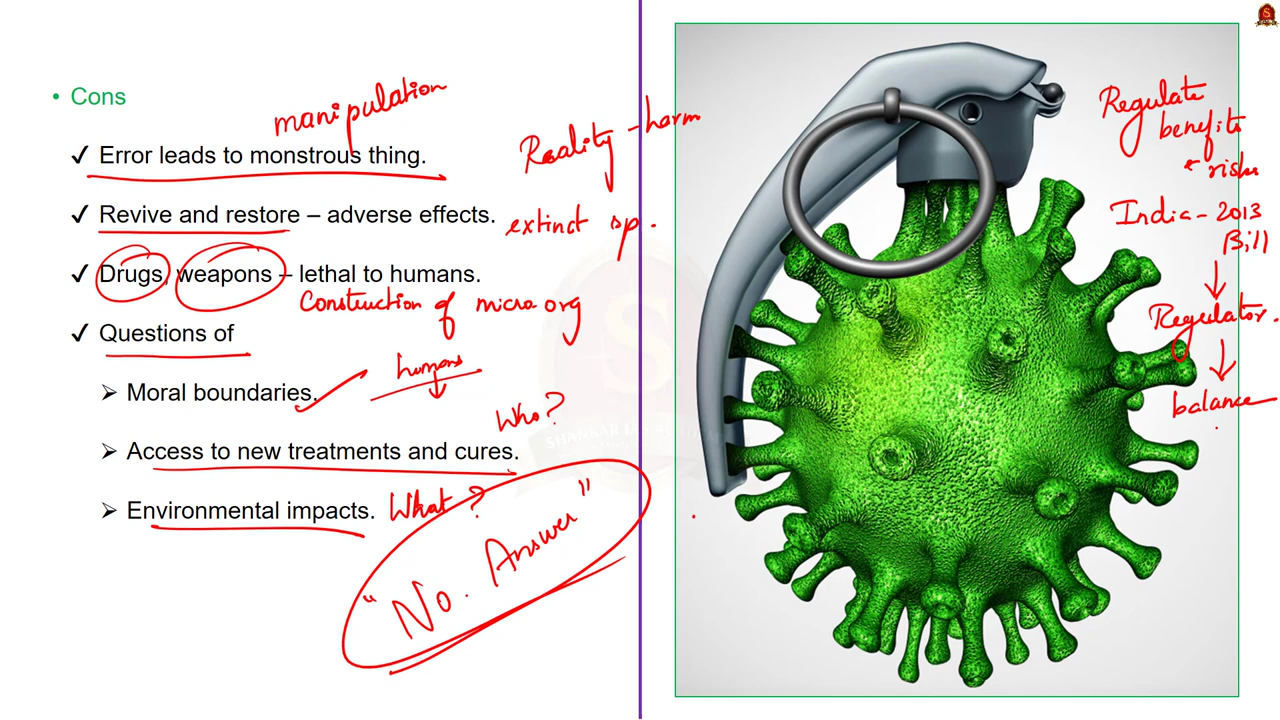 • Cons
manipulation
✓ Error leads to monstrous thing.
Reality - harm
✓ Revive and restore – adverse effects.
extinct sp.
✓ Drugs, weapons – lethal to humans.
Construction of micro org
✓ Questions of
humans
➢ Moral boundaries.
Who?
➢ Access to new treatments and cures.
➢ Environmental impacts. What?
"No. Answer"
Regulate
benefits
risks
India - 2013
Bill
Regulator.
balance